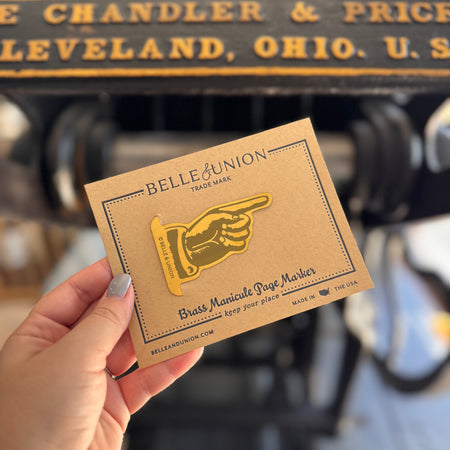 E CHANDLER & PRICE
CLEVELAND, OHIO. U. S.
BELLE & UNION
TRADE MARK
© BELLE & UNION
Brass Manicule Page Marker
keep your place
MADE IN THE USA
BELLEANDUNION.COM